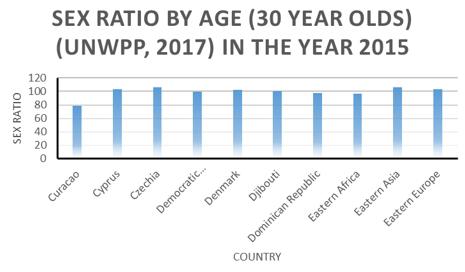 SEX RATIO BY AGE (30 YEAR OLDS)
(UNWPP, 2017) IN THE YEAR 2015
SEX RATIO
120
100
80
60
40
20
0
Curacao
Cyprus
Czechia
Democratic...
Denmark
Djibouti
Dominican Republic
Eastern Africa
Eastern Asia
Eastern Europe
COUNTRY